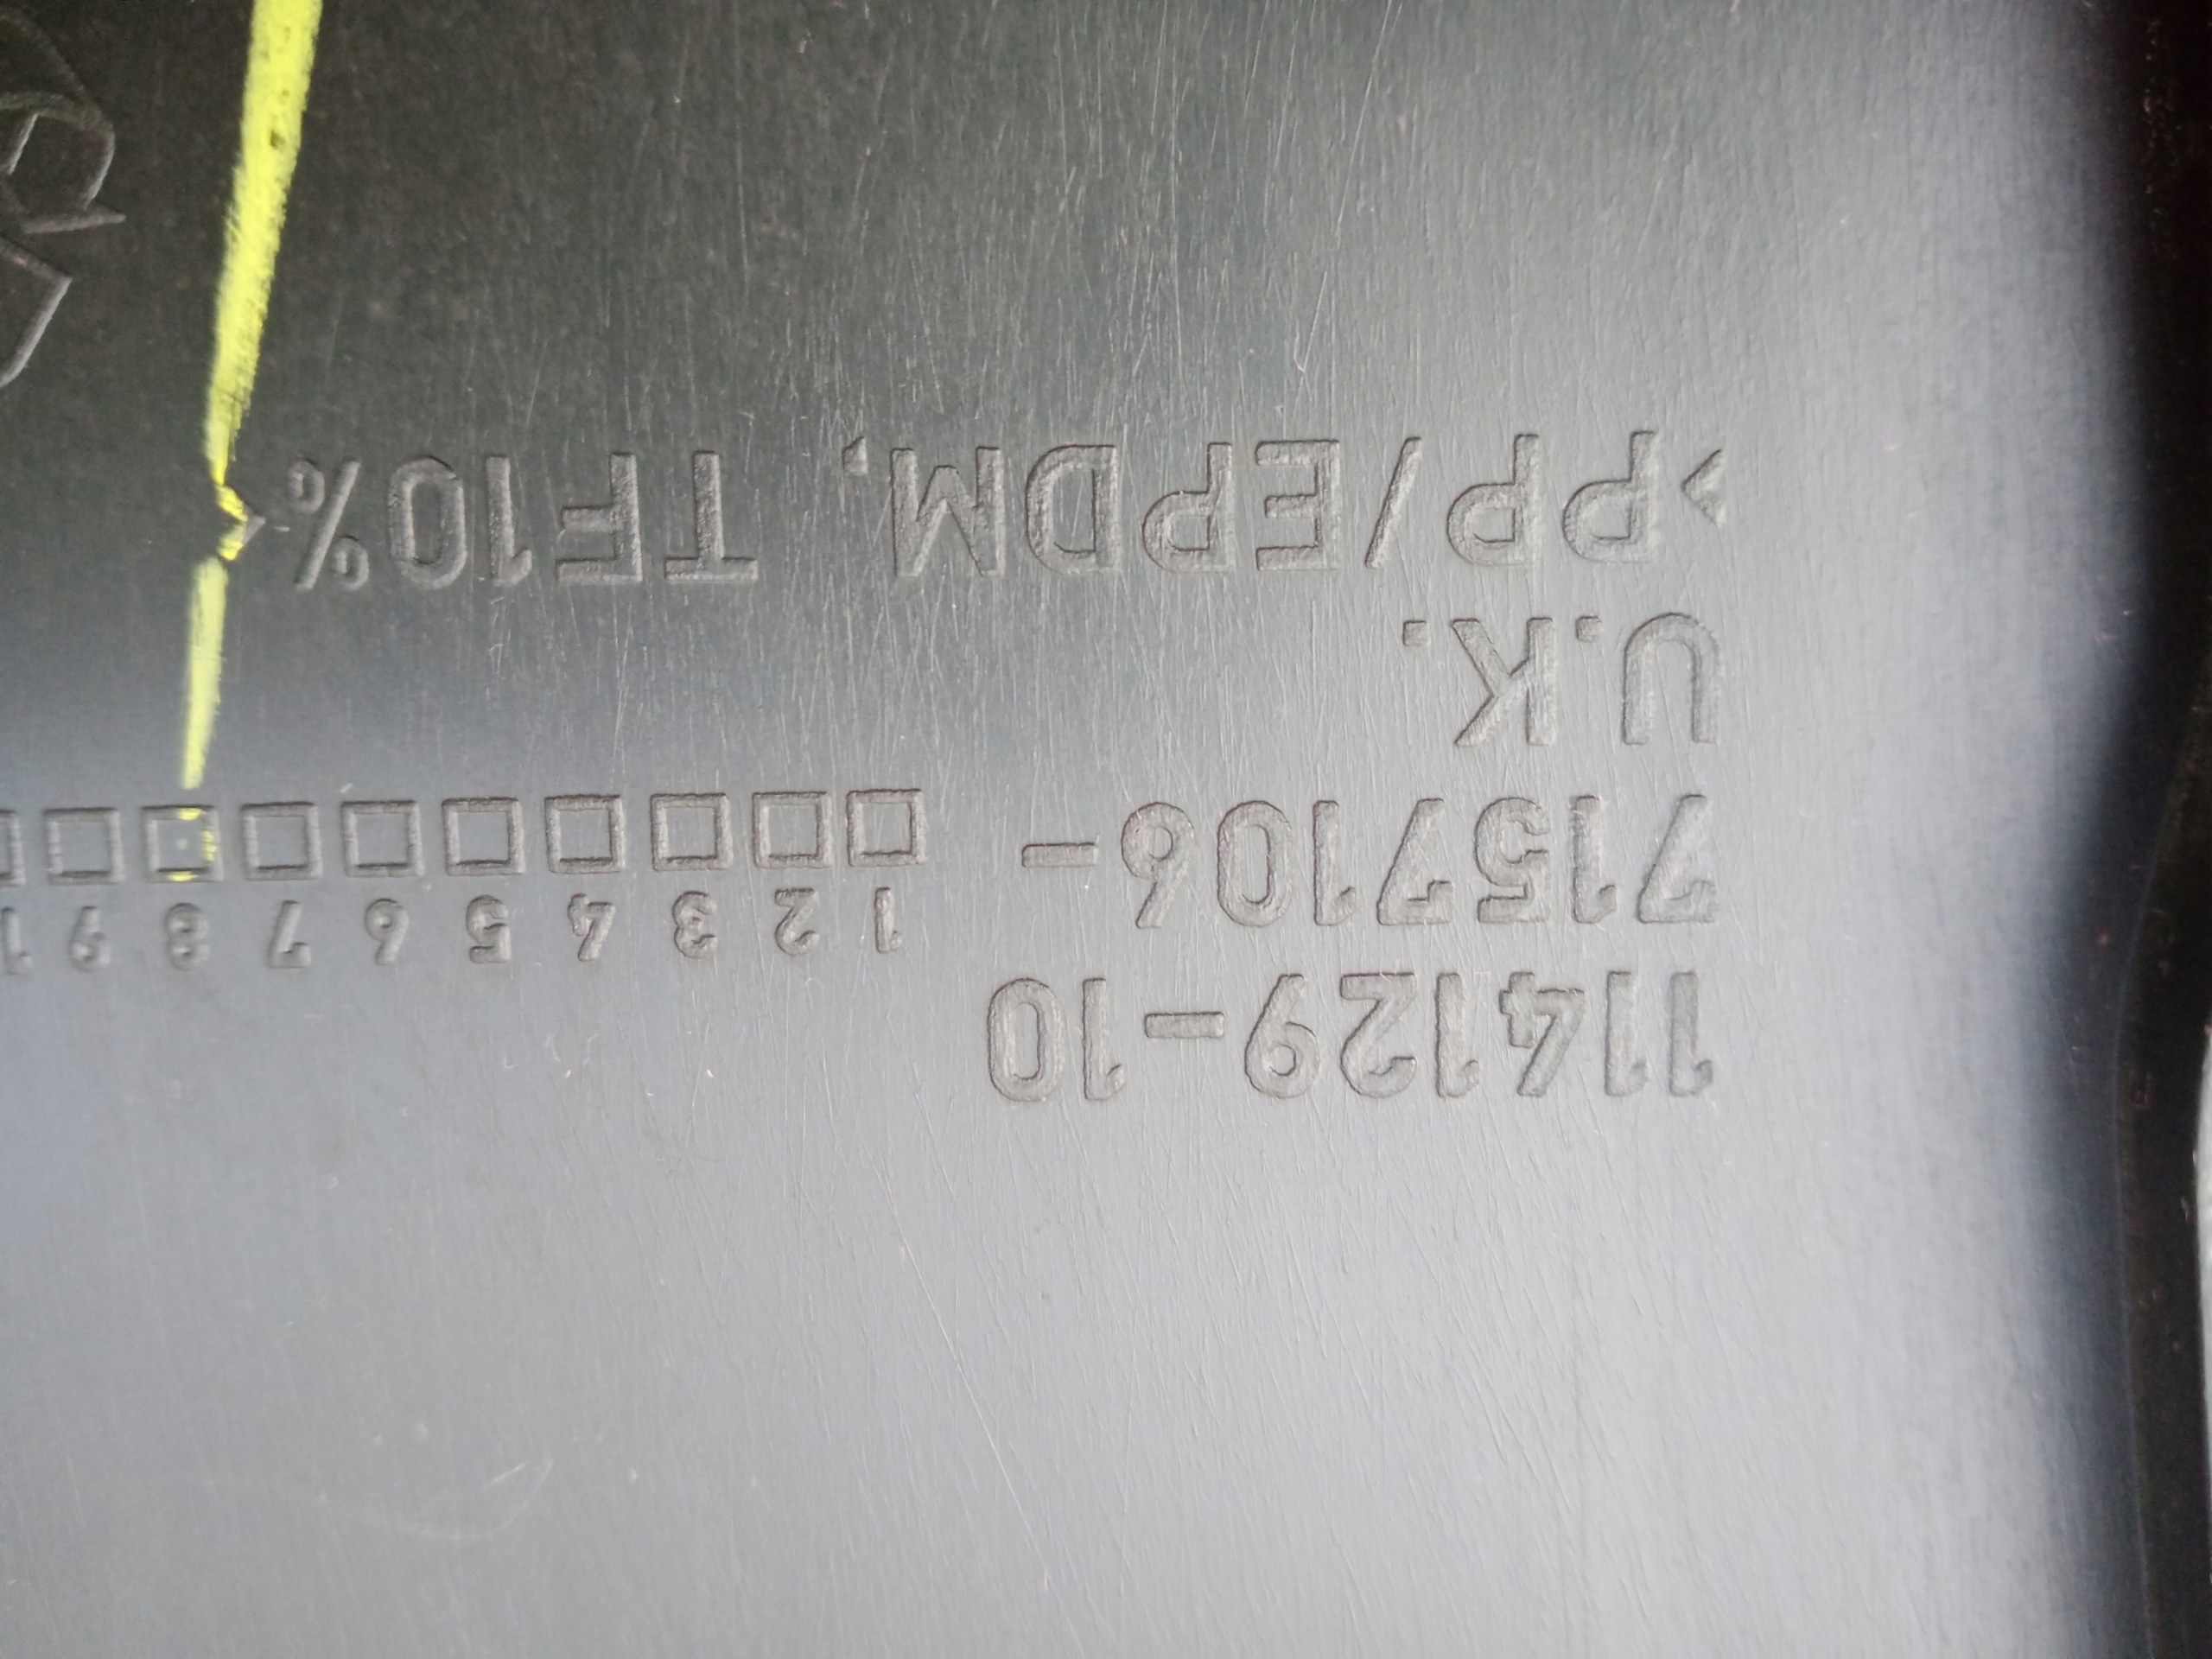 114129-10
1 2 3 4 5 6 7 8 9
7157106-
U.K.
>PP/EPDM, TF10%<